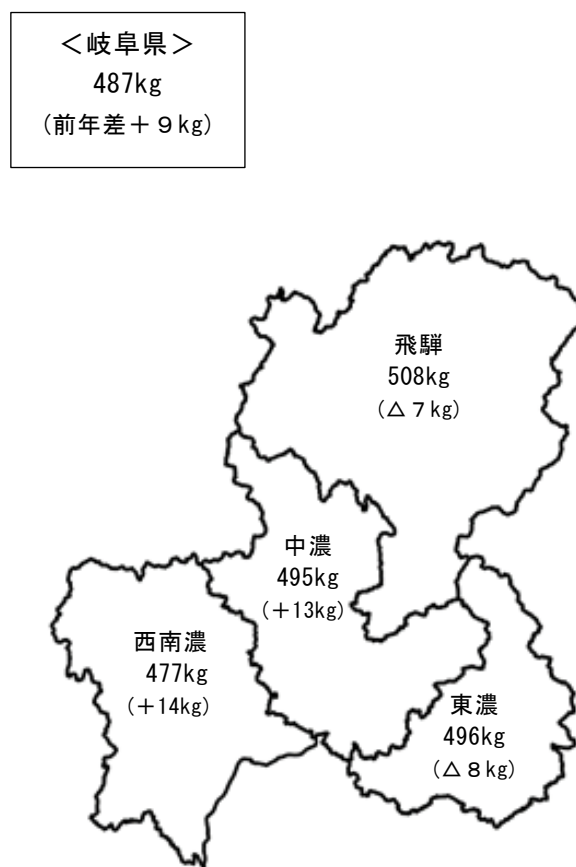 ＜岐阜県＞
487kg
(前年差＋９kg)
飛騨
508kg
(△７kg)
中濃
495kg
(＋13kg)
西南濃
477kg
(＋14kg)
東濃
496kg
(△８kg)